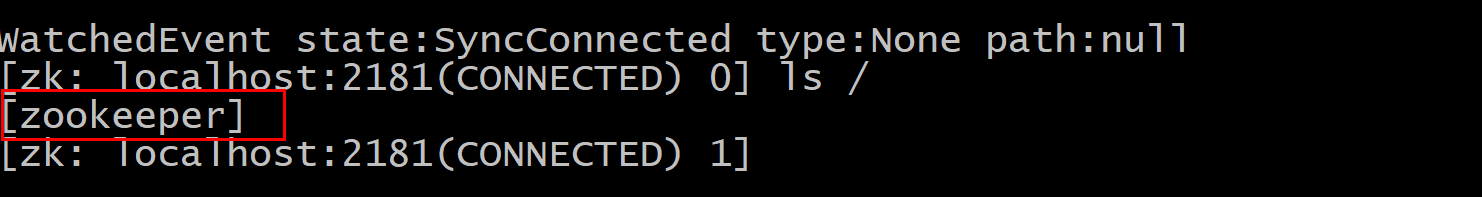 WatchedEvent state:SyncConnected type:None path:null
[zk: localhost:2181(CONNECTED) 0] ls /
[zookeeper]
[zk: localhost:2181(CONNECTED) 1]